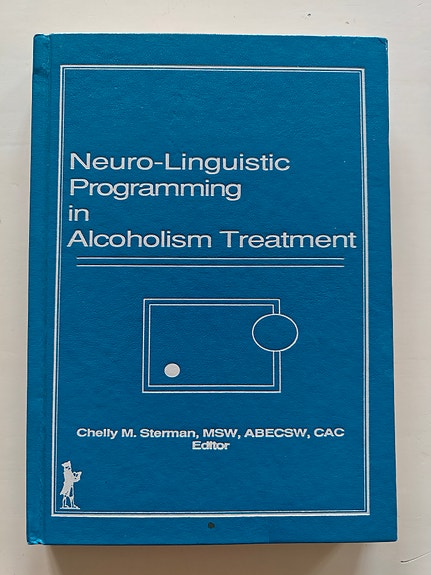 Neuro-Linguistic
Programming
in
Alcoholism Treatment
Chelly M. Sterman, MSW, ABECSW, CAC
Editor